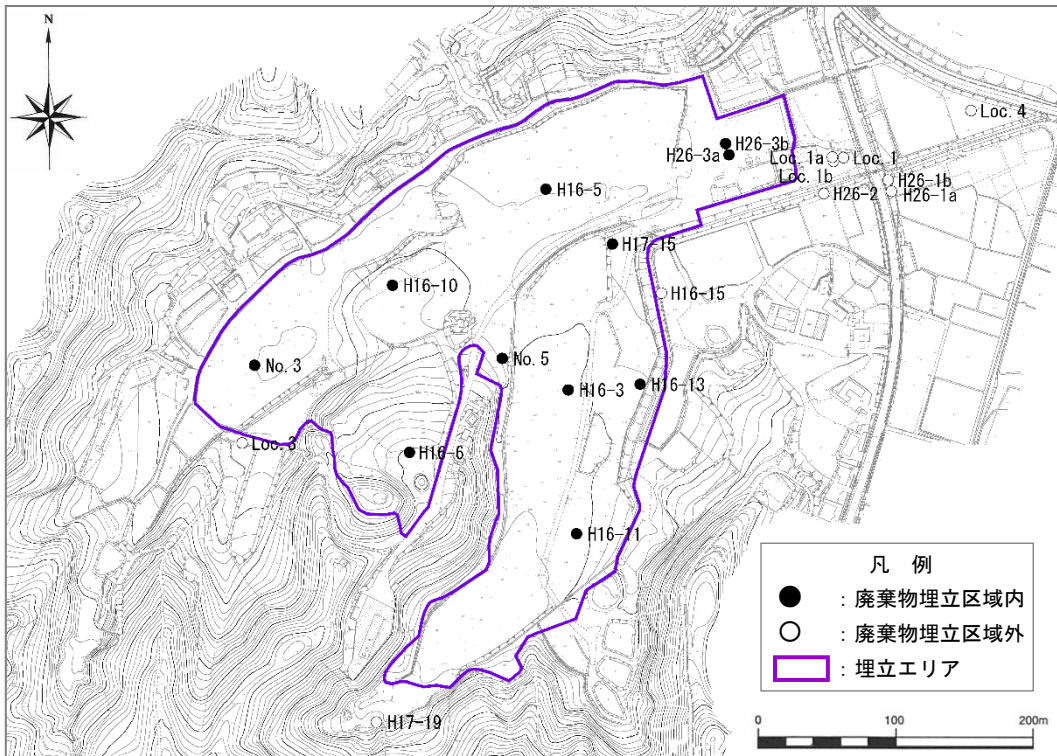 N
Loc. 4
H26-3b
H26-3a
Loc. 1a
Loc. 1
Loc. 1b
H26-1b
H26-2
H26-1a
H16-5
H17-15
H16-10
H16-15
No. 3
No. 5
H16-3
H16-13
Loc. 3
H16-6
H16-11
H17-19
凡 例
：廃棄物埋立区域内
：廃棄物埋立区域外
：埋立エリア
0 100 200m